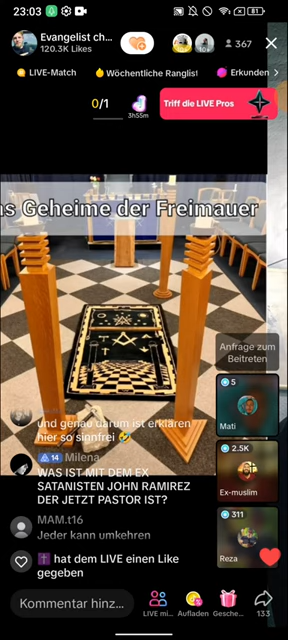 23:03
81
Evangelist ch...
120.3K Likes
10+
367
LIVE-Match
Wöchentliche Ranglist
Erkunden
0/1
3h55m
Triff die LIVE Pros
as Geheime der Freimauer
Anfrage zum
Beitreten
5
Mati
2.5K
Ex-muslim
311
Reza
und genau darum ist erklären
hier so sinnfrei 🤣
14 Milena
WAS IST MIT DEM EX
SATANISTEN JOHN RAMIREZ
DER JETZT PASTOR IST?
MAM.t16
Jeder kann umkehren
✝️ hat dem LIVE einen Like
gegeben
Kommentar hinz...
LIVE mi...
Aufladen
Gesche...
133